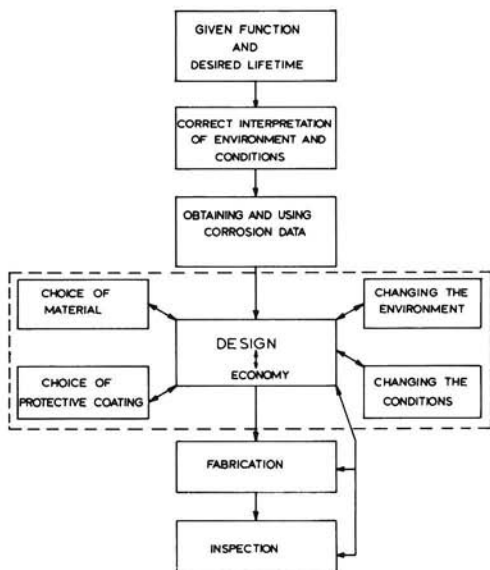 GIVEN FUNCTION
AND
DESIRED LIFETIME
CORRECT INTERPRETATION
OF ENVIRONMENT AND
CONDITIONS
OBTAINING AND USING
CORROSION DATA
CHOICE OF
MATERIAL
CHANGING THE
ENVIRONMENT
DESIGN
ECONOMY
CHOICE OF
PROTECTIVE COATING
CHANGING THE
CONDITIONS
FABRICATION
INSPECTION